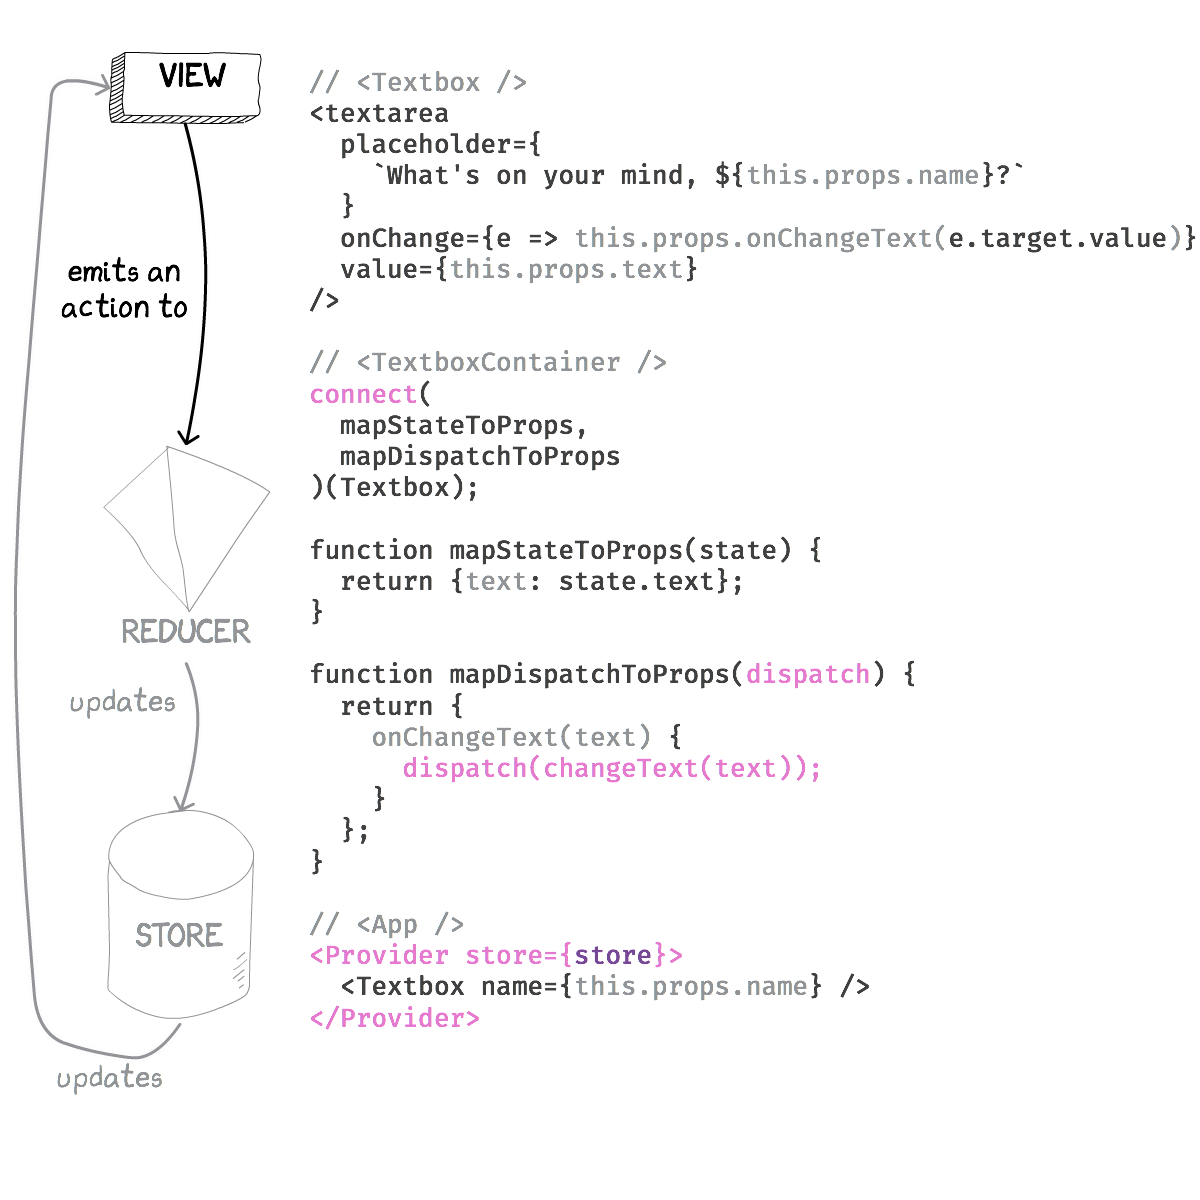 VIEW
emits an
action to
REDUCER
updates
STORE
updates
// <Textbox />
<textarea
  placeholder={
    `What's on your mind, ${this.props.name}?`
  }
  onChange={e => this.props.onChangeText(e.target.value)}
  value={this.props.text}
/>
// <TextboxContainer />
connect(
  mapStateToProps,
  mapDispatchToProps
)(Textbox);
function mapStateToProps(state) {
  return {text: state.text};
}
function mapDispatchToProps(dispatch) {
  return {
    onChangeText(text) {
      dispatch(changeText(text));
    }
  };
}
// <App />
<Provider store={store}>
  <Textbox name={this.props.name} />
</Provider>